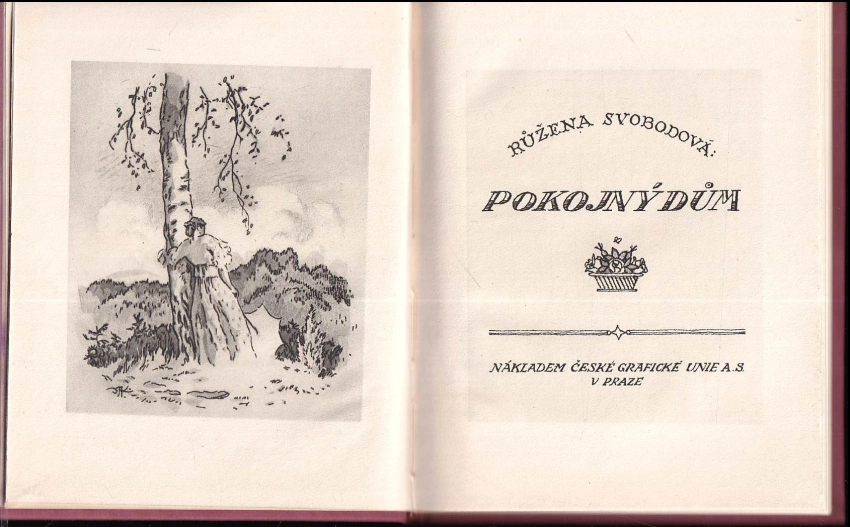 RŮŽENA SVOBODOVÁ:
POKOJNÝ DŮM
NÁKLADEM ČESKÉ GRAFICKÉ UNIE A.S.
V PRAZE